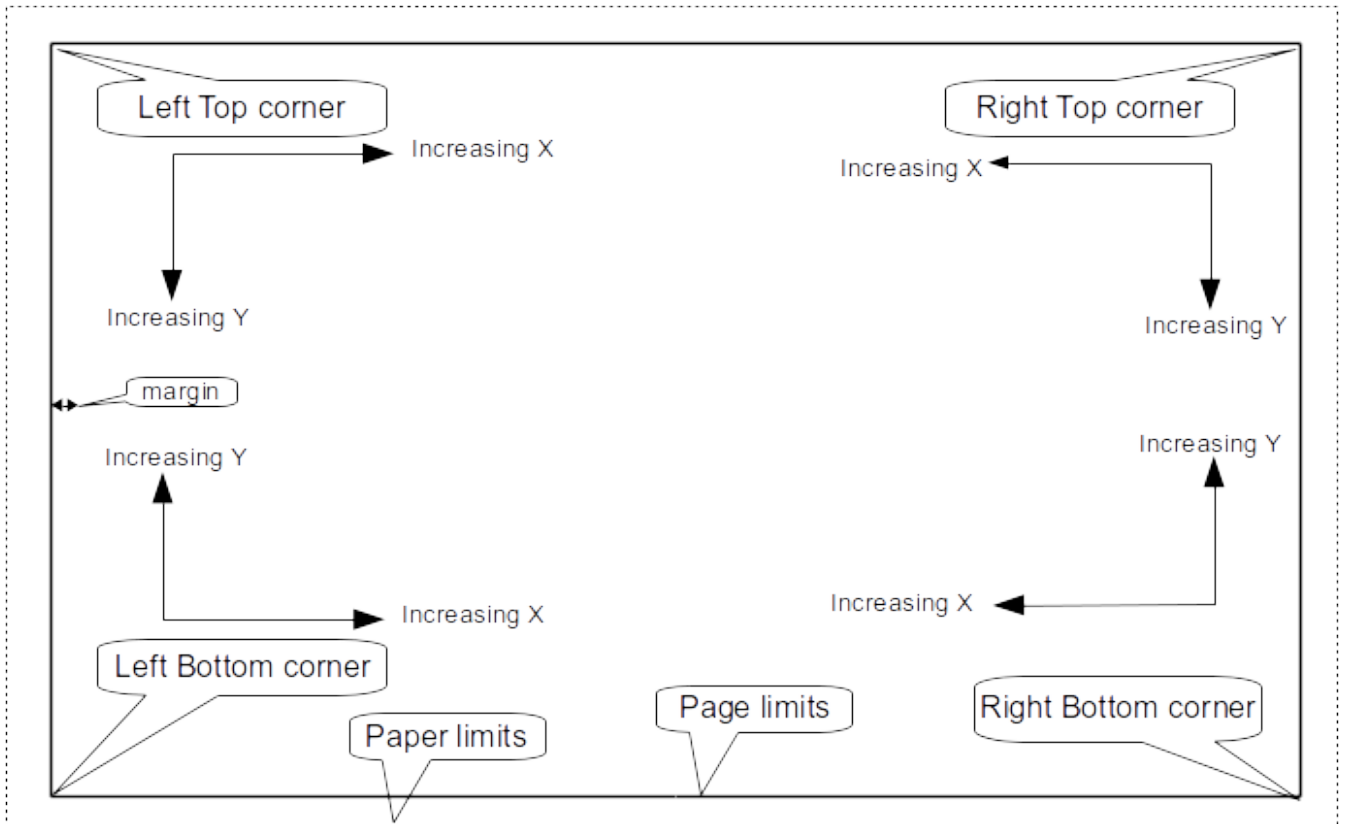 Left Top corner
Right Top corner
Increasing X
Increasing X
Increasing Y
Increasing Y
margin
Increasing Y
Increasing Y
Increasing X
Increasing X
Left Bottom corner
Page limits
Right Bottom corner
Paper limits